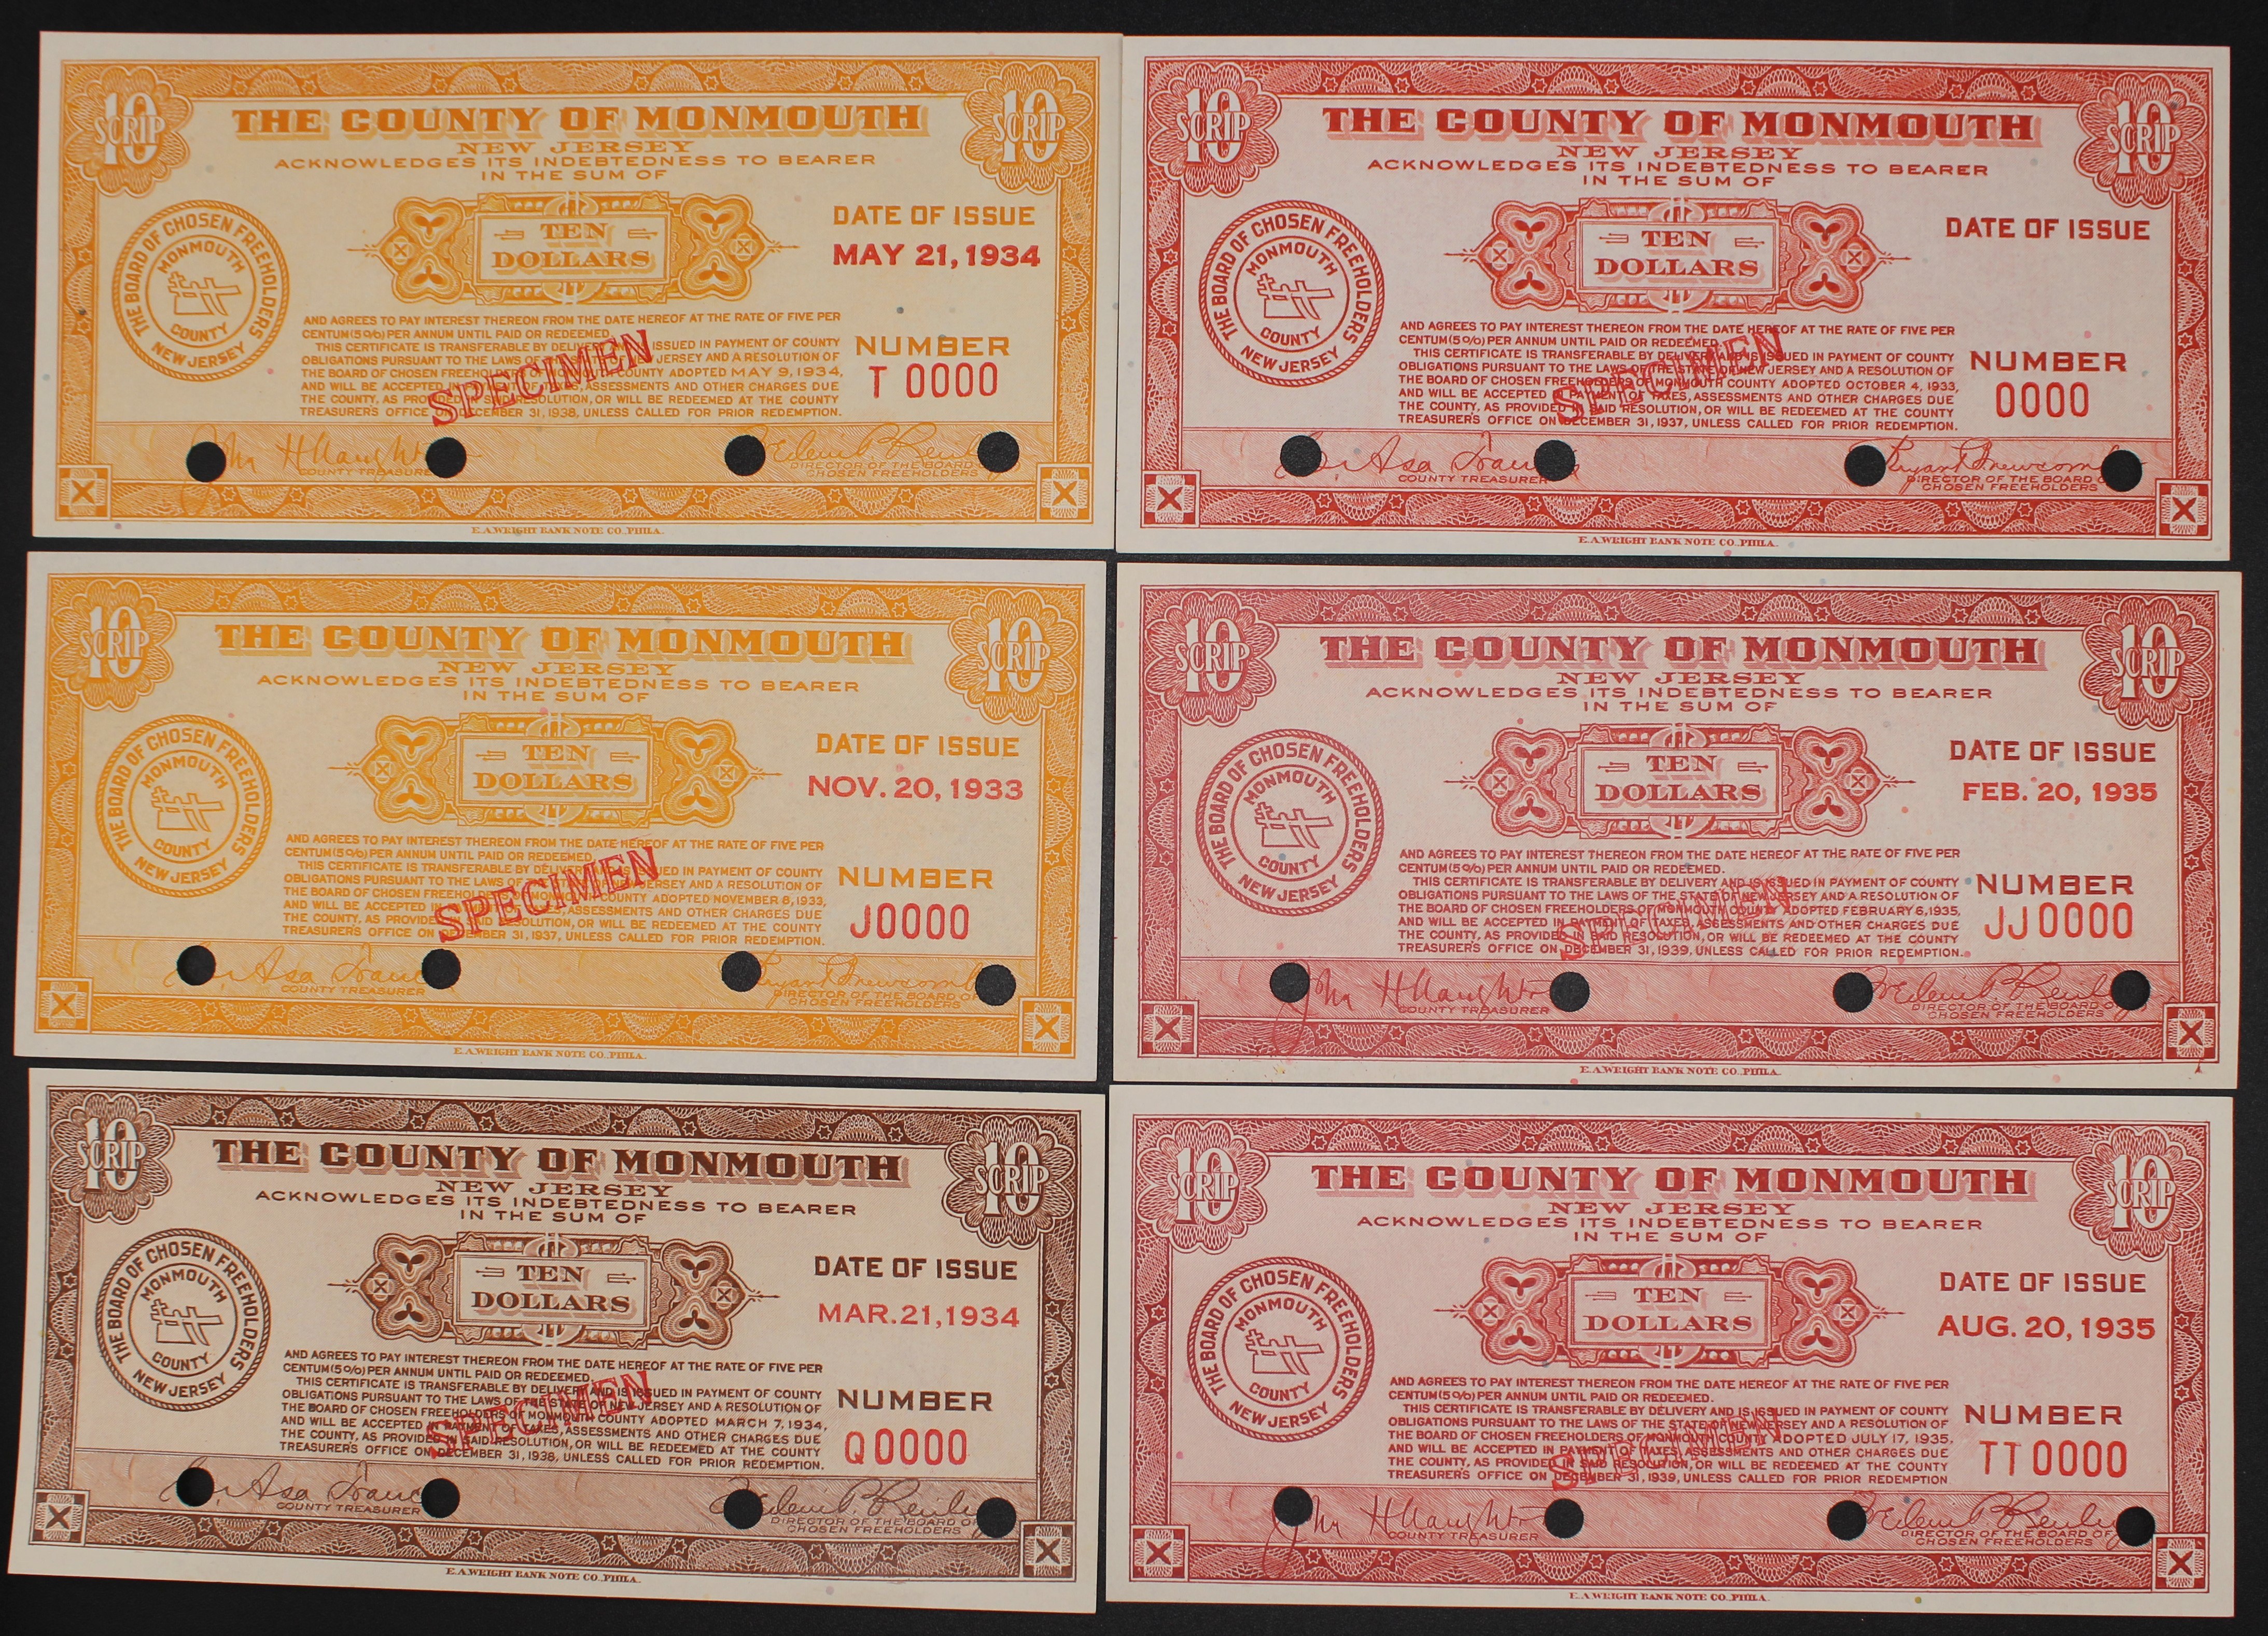 10 SCRIP
10 SCRIP
THE COUNTY OF MONMOUTH
NEW JERSEY
ACKNOWLEDGES ITS INDEBTEDNESS TO BEARER
IN THE SUM OF
THE BOARD OF CHOSEN FREEHOLDERS
MONMOUTH
COUNTY
NEW JERSEY
TEN
DOLLARS
DATE OF ISSUE
MAY 21, 1934
AND AGREES TO PAY INTEREST THEREON FROM THE DATE HEREOF AT THE RATE OF FIVE PER
CENTUM (5%) PER ANNUM UNTIL PAID OR REDEEMED
THIS CERTIFICATE IS TRANSFERABLE BY ISSUED IN PAYMENT OF COUNTY
OBLIGATIONS PURSUANT TO THE LAWS OF JERSEY AND A RESOLUTION OF
THE BOARD OF CHOSEN COUNTY ADOPTED MAY 9, 1934,
AND WILL BE ACCEPTED ASSESSMENTS AND OTHER CHARGES DUE
THE COUNTY, AS RESOLUTION, OR WILL BE REDEEMED AT THE COUNTY
TREASURER'S OFFICE ON DECEMBER 31, 1938, UNLESS CALLED FOR PRIOR REDEMPTION.
SPECIMEN
NUMBER
T 0000
COUNTY TREASURER
DIRECTOR OF THE BOARD
CHOSEN FREEHOLDERS
E. A. WRIGHT BANK NOTE CO., PHILA.
10 SCRIP
10 SCRIP
THE COUNTY OF MONMOUTH
NEW JERSEY
ACKNOWLEDGES ITS INDEBTEDNESS TO BEARER
IN THE SUM OF
THE BOARD OF CHOSEN FREEHOLDERS
MONMOUTH
COUNTY
NEW JERSEY
TEN
DOLLARS
DATE OF ISSUE
AND AGREES TO PAY INTEREST THEREON FROM THE DATE HEREOF AT THE RATE OF FIVE PER
CENTUM (5%) PER ANNUM UNTIL PAID OR REDEEMED.
THIS CERTIFICATE IS TRANSFERABLE BY DELIVERY AND IS ISSUED IN PAYMENT OF COUNTY
OBLIGATIONS PURSUANT TO THE LAWS OF THE STATE OF NEW JERSEY AND A RESOLUTION OF
THE BOARD OF CHOSEN FREEHOLDERS OF MONMOUTH COUNTY ADOPTED OCTOBER 4, 1933,
AND WILL BE ACCEPTED IN PAYMENT OF TAXES, ASSESSMENTS AND OTHER CHARGES DUE
THE COUNTY, AS PROVIDED IN SAID RESOLUTION, OR WILL BE REDEEMED AT THE COUNTY
TREASURER'S OFFICE ON DECEMBER 31, 1937, UNLESS CALLED FOR PRIOR REDEMPTION.
SPECIMEN
NUMBER
0000
COUNTY TREASURER
DIRECTOR OF THE BOARD
CHOSEN FREEHOLDERS
E. A. WRIGHT BANK NOTE CO., PHILA.
10 SCRIP
10 SCRIP
THE COUNTY OF MONMOUTH
NEW JERSEY
ACKNOWLEDGES ITS INDEBTEDNESS TO BEARER
IN THE SUM OF
THE BOARD OF CHOSEN FREEHOLDERS
MONMOUTH
COUNTY
NEW JERSEY
TEN
DOLLARS
DATE OF ISSUE
NOV. 20, 1933
AND AGREES TO PAY INTEREST THEREON FROM THE DATE HEREOF AT THE RATE OF FIVE PER
CENTUM (5%) PER ANNUM UNTIL PAID OR REDEEMED
THIS CERTIFICATE IS TRANSFERABLE BY ISSUED IN PAYMENT OF COUNTY
OBLIGATIONS PURSUANT TO THE LAWS OF JERSEY AND A RESOLUTION OF
THE BOARD OF CHOSEN COUNTY ADOPTED NOVEMBER 8, 1933,
AND WILL BE ACCEPTED ASSESSMENTS AND OTHER CHARGES DUE
THE COUNTY, AS RESOLUTION, OR WILL BE REDEEMED AT THE COUNTY
TREASURER'S OFFICE ON DECEMBER 31, 1937, UNLESS CALLED FOR PRIOR REDEMPTION.
SPECIMEN
NUMBER
J0000
COUNTY TREASURER
DIRECTOR OF THE BOARD OF
CHOSEN FREEHOLDERS
E. A. WRIGHT BANK NOTE CO., PHILA.
10 SCRIP
10 SCRIP
THE COUNTY OF MONMOUTH
NEW JERSEY
ACKNOWLEDGES ITS INDEBTEDNESS TO BEARER
IN THE SUM OF
THE BOARD OF CHOSEN FREEHOLDERS
MONMOUTH
COUNTY
NEW JERSEY
TEN
DOLLARS
DATE OF ISSUE
FEB. 20, 1935
AND AGREES TO PAY INTEREST THEREON FROM THE DATE HEREOF AT THE RATE OF FIVE PER
CENTUM (5%) PER ANNUM UNTIL PAID OR REDEEMED.
THIS CERTIFICATE IS TRANSFERABLE BY DELIVERY AND IS ISSUED IN PAYMENT OF COUNTY
OBLIGATIONS PURSUANT TO THE LAWS OF THE STATE OF NEW JERSEY AND A RESOLUTION OF
THE BOARD OF CHOSEN FREEHOLDERS OF MONMOUTH COUNTY ADOPTED FEBRUARY 6, 1935,
AND WILL BE ACCEPTED IN PAYMENT OF TAXES, ASSESSMENTS AND OTHER CHARGES DUE
THE COUNTY, AS PROVIDED IN SAID RESOLUTION, OR WILL BE REDEEMED AT THE COUNTY
TREASURER'S OFFICE ON DECEMBER 31, 1939, UNLESS CALLED FOR PRIOR REDEMPTION.
SPECIMEN
NUMBER
JJ0000
COUNTY TREASURER
DIRECTOR OF THE BOARD O
CHOSEN FREEHOLDERS
E. A. WRIGHT BANK NOTE CO., PHILA.
10 SCRIP
10 SCRIP
THE COUNTY OF MONMOUTH
NEW JERSEY
ACKNOWLEDGES ITS INDEBTEDNESS TO BEARER
IN THE SUM OF
THE BOARD OF CHOSEN FREEHOLDERS
MONMOUTH
COUNTY
NEW JERSEY
TEN
DOLLARS
DATE OF ISSUE
MAR. 21, 1934
AND AGREES TO PAY INTEREST THEREON FROM THE DATE HEREOF AT THE RATE OF FIVE PER
CENTUM (5%) PER ANNUM UNTIL PAID OR REDEEMED.
THIS CERTIFICATE IS TRANSFERABLE BY DELIVERY AND IS ISSUED IN PAYMENT OF COUNTY
OBLIGATIONS PURSUANT TO THE LAWS OF THE STATE OF NEW JERSEY AND A RESOLUTION OF
THE BOARD OF CHOSEN FREEHOLDERS OF MONMOUTH COUNTY ADOPTED MARCH 7, 1934,
AND WILL BE ACCEPTED IN PAYMENT OF TAXES, ASSESSMENTS AND OTHER CHARGES DUE
THE COUNTY, AS PROVIDED IN SAID RESOLUTION, OR WILL BE REDEEMED AT THE COUNTY
TREASURER'S OFFICE ON DECEMBER 31, 1938, UNLESS CALLED FOR PRIOR REDEMPTION.
SPECIMEN
NUMBER
Q0000
COUNTY TREASURER
DIRECTOR OF THE BOARD O
CHOSEN FREEHOLDERS
E. A. WRIGHT BANK NOTE CO., PHILA.
10 SCRIP
10 SCRIP
THE COUNTY OF MONMOUTH
NEW JERSEY
ACKNOWLEDGES ITS INDEBTEDNESS TO BEARER
IN THE SUM OF
THE BOARD OF CHOSEN FREEHOLDERS
MONMOUTH
COUNTY
NEW JERSEY
TEN
DOLLARS
DATE OF ISSUE
AUG. 20, 1935
AND AGREES TO PAY INTEREST THEREON FROM THE DATE HEREOF AT THE RATE OF FIVE PER
CENTUM (5%) PER ANNUM UNTIL PAID OR REDEEMED.
THIS CERTIFICATE IS TRANSFERABLE BY DELIVERY AND IS ISSUED IN PAYMENT OF COUNTY
OBLIGATIONS PURSUANT TO THE LAWS OF THE STATE OF NEW JERSEY AND A RESOLUTION OF
THE BOARD OF CHOSEN FREEHOLDERS OF MONMOUTH COUNTY ADOPTED JULY 17, 1935,
AND WILL BE ACCEPTED IN PAYMENT OF TAXES, ASSESSMENTS AND OTHER CHARGES DUE
THE COUNTY, AS PROVIDED IN SAID RESOLUTION, OR WILL BE REDEEMED AT THE COUNTY
TREASURER'S OFFICE ON DECEMBER 31, 1939, UNLESS CALLED FOR PRIOR REDEMPTION
SPECIMEN
NUMBER
TT0000
COUNTY TREASURER
DIRECTOR OF THE BOARD OF
CHOSEN FREEHOLDERS
E. A. WRIGHT BANK NOTE CO., PHILA.